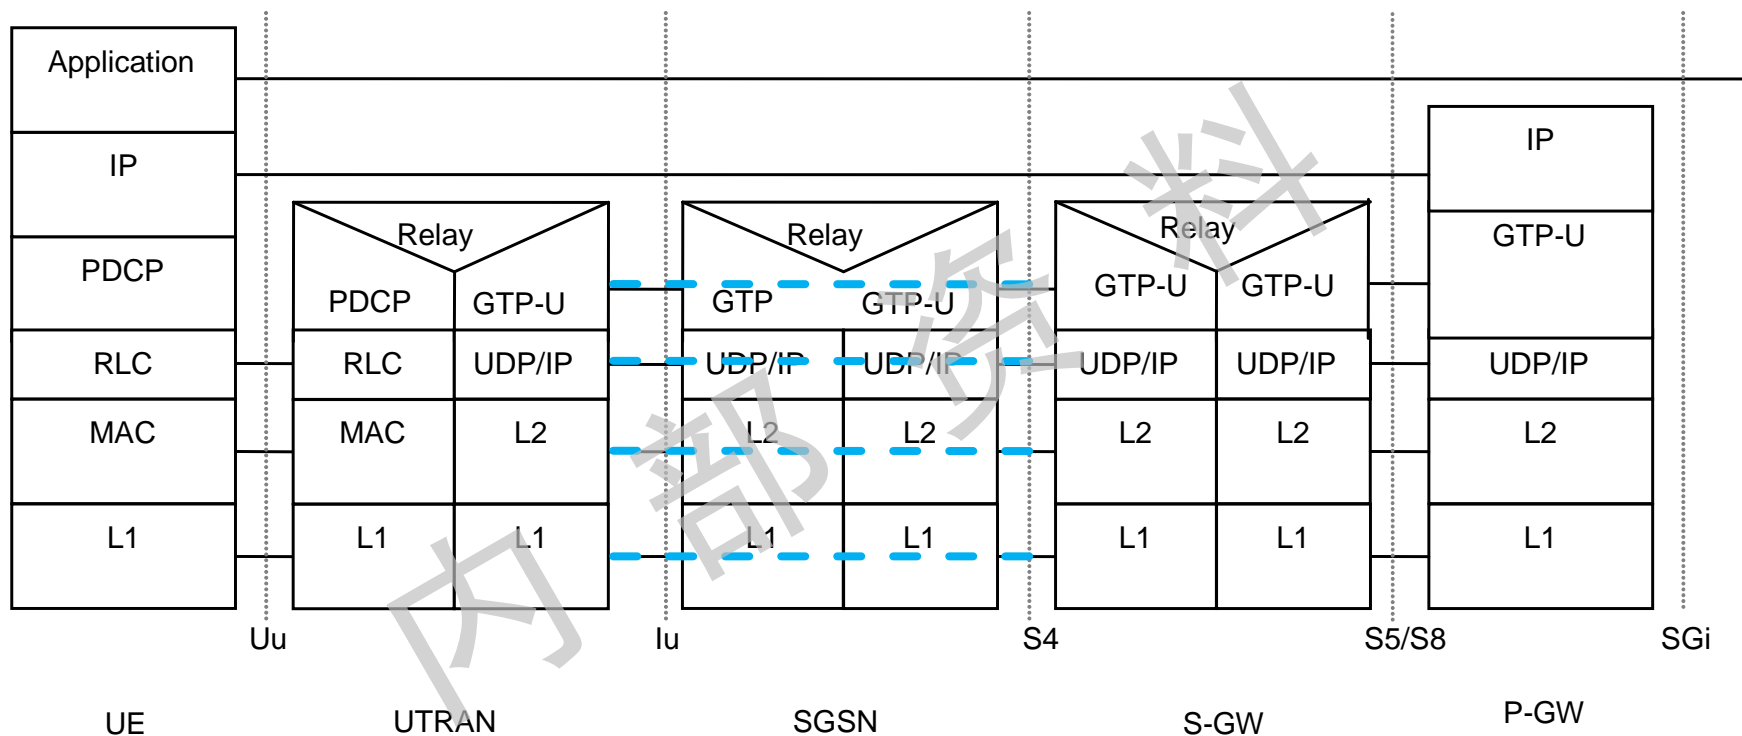 Application
IP
PDCP
RLC
MAC
L1
Relay
PDCP
GTP-U
RLC
UDP/IP
MAC
L2
L1
L1
Relay
GTP
GTP-U
UDP/IP
UDP/IP
L2
L2
L1
L1
Relay
GTP-U
GTP-U
UDP/IP
UDP/IP
L2
L2
L1
L1
IP
GTP-U
UDP/IP
L2
L1
Uu
Iu
S4
S5/S8
SGi
UE
UTRAN
SGSN
S-GW
P-GW
内部资料